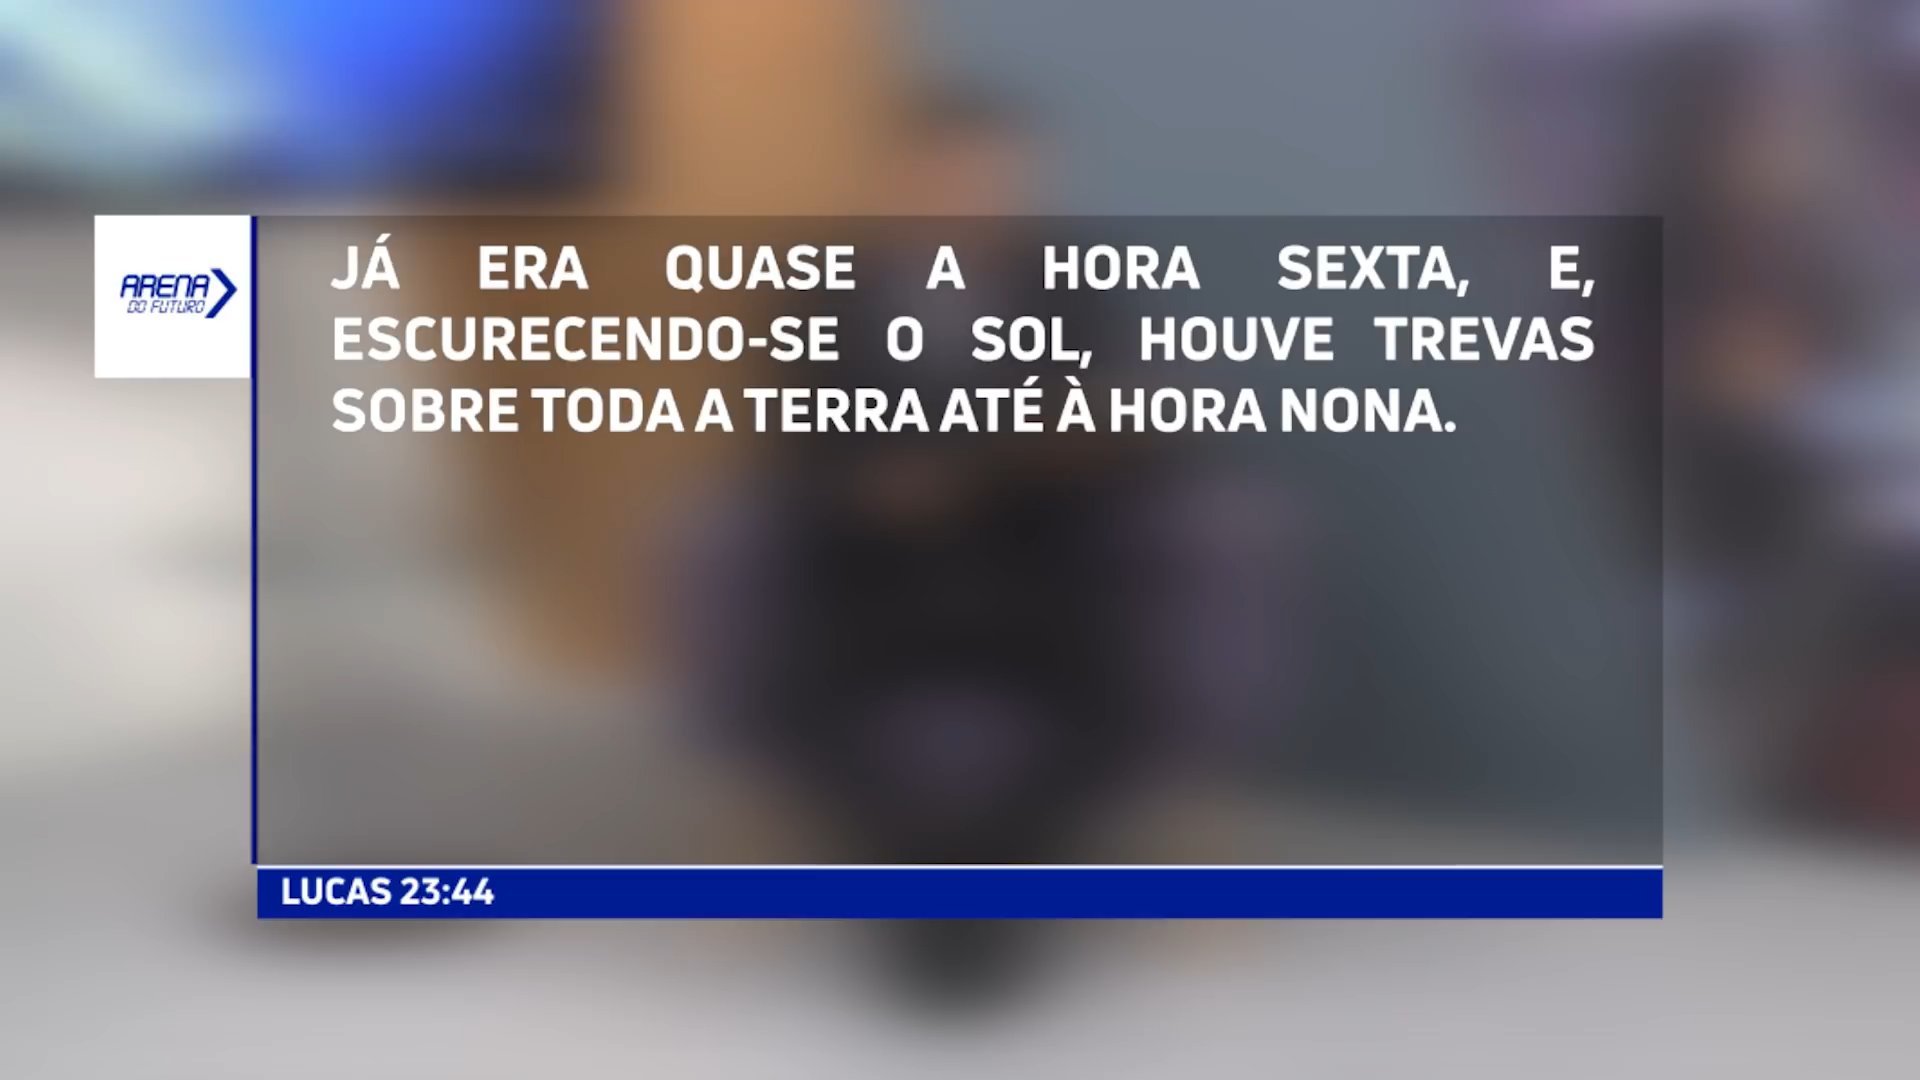 ARENA
DO FUTURO
JÁ ERA QUASE A HORA SEXTA, E,
ESCURECENDO-SE O SOL, HOUVE TREVAS
SOBRE TODA A TERRA ATÉ À HORA NONA.
LUCAS 23:44